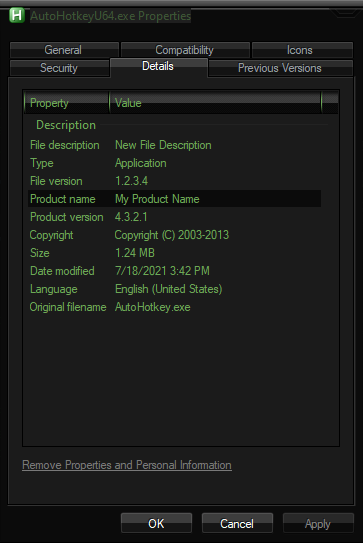 AutoHotkeyU64.exe Properties
General Compatibility Icons
Security Details Previous Versions
Property Value
Description
File description New File Description
Type Application
File version 1.2.3.4
Product name My Product Name
Product version 4.3.2.1
Copyright Copyright (C) 2003-2013
Size 1.24 MB
Date modified 7/18/2021 3:42 PM
Language English (United States)
Original filename AutoHotkey.exe
Remove Properties and Personal Information
OK Cancel Apply